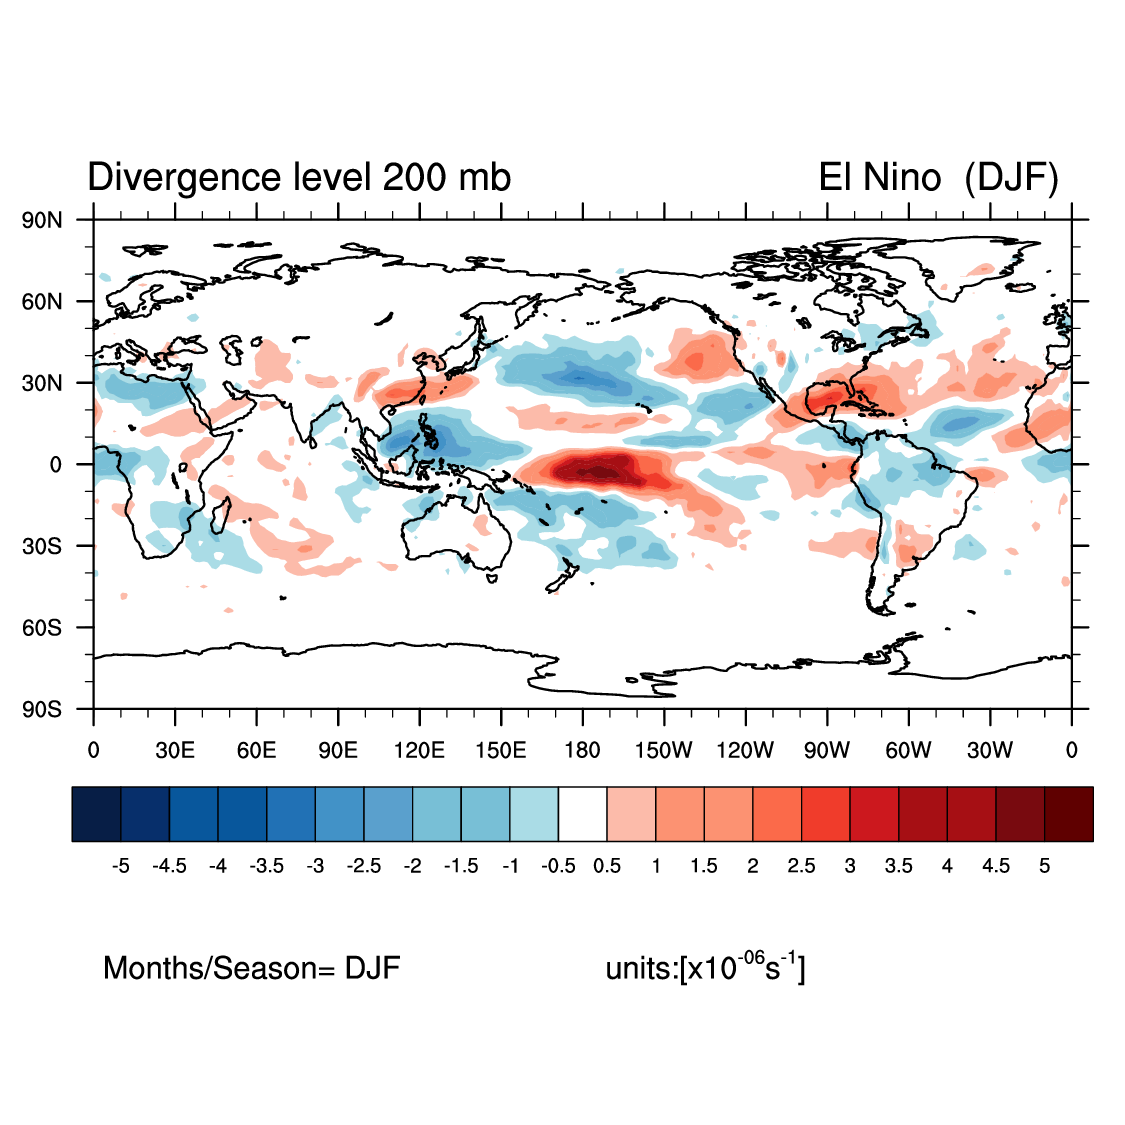 Divergence level 200 mb El Nino (DJF)
90N
60N
30N
0
30S
60S
90S
0 30E 60E 90E 120E 150E 180 150W 120W 90W 60W 30W 0
-5 -4.5 -4 -3.5 -3 -2.5 -2 -1.5 -1 -0.5 0.5 1 1.5 2 2.5 3 3.5 4 4.5 5
Months/Season= DJF units:[x10⁻⁰⁶s⁻¹]